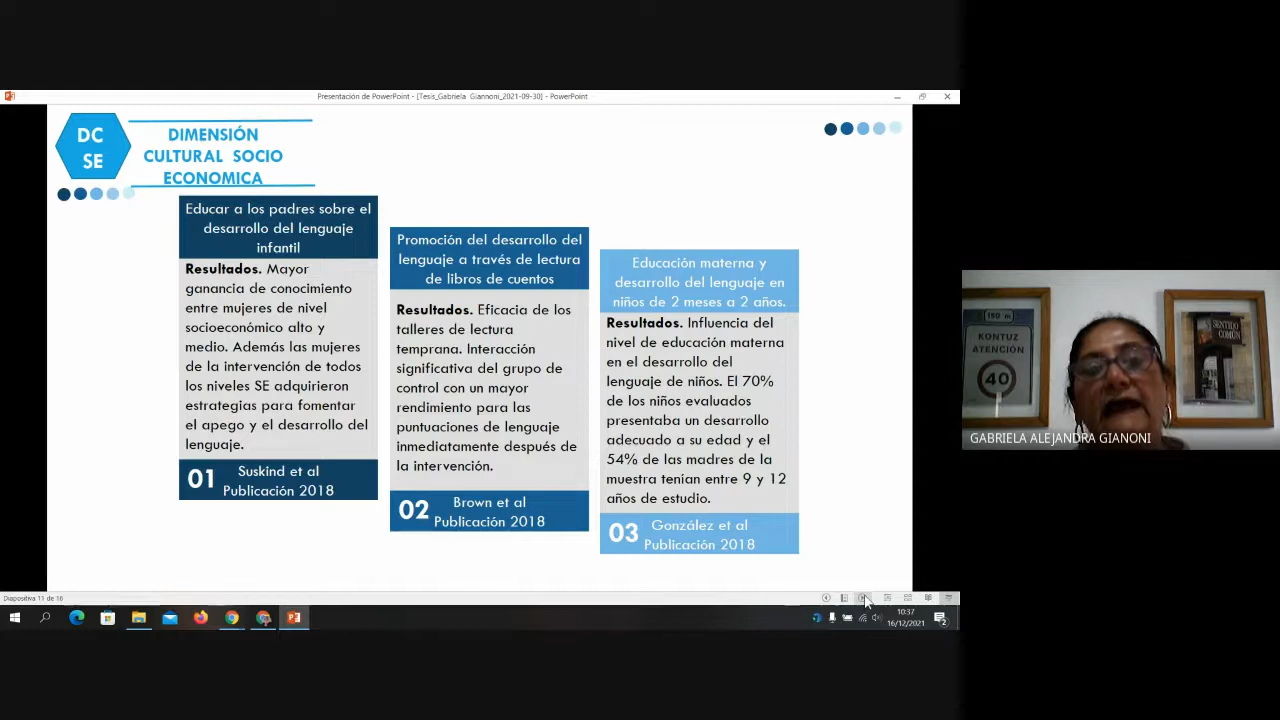 Presentación de PowerPoint - [Tesis_Gabriela Giannoni_2021-09-30] - PowerPoint
DC
SE
DIMENSIÓN
CULTURAL SOCIO
ECONOMICA
Educar a los padres sobre el
desarrollo del lenguaje
infantil
Resultados. Mayor
ganancia de conocimiento
entre mujeres de nivel
socioeconómico alto y
medio. Además las mujeres
de la intervención de todos
los niveles SE adquirieron
estrategias para fomentar
el apego y el desarrollo del
lenguaje.
01
Suskind et al
Publicación 2018
Promoción del desarrollo del
lenguaje a través de lectura
de libros de cuentos
Resultados. Eficacia de los
talleres de lectura
temprana. Interacción
significativa del grupo de
control con un mayor
rendimiento para las
puntuaciones de lenguaje
inmediatamente después de
la intervención.
02
Brown et al
Publicación 2018
Educación materna y
desarrollo del lenguaje en
niños de 2 meses a 2 años.
Resultados. Influencia del
nivel de educación materna
en el desarrollo del
lenguaje de niños. El 70%
de los niños evaluados
presentaba un desarrollo
adecuado a su edad y el
54% de las madres de la
muestra tenían entre 9 y 12
años de estudio.
03
González et al
Publicación 2018
Diapositiva 11 de 16
10:37
16/12/2021
KONTUZ
ATENCIÓN
40
SENTIDO
COMÚN
GABRIELA ALEJANDRA GIANONI